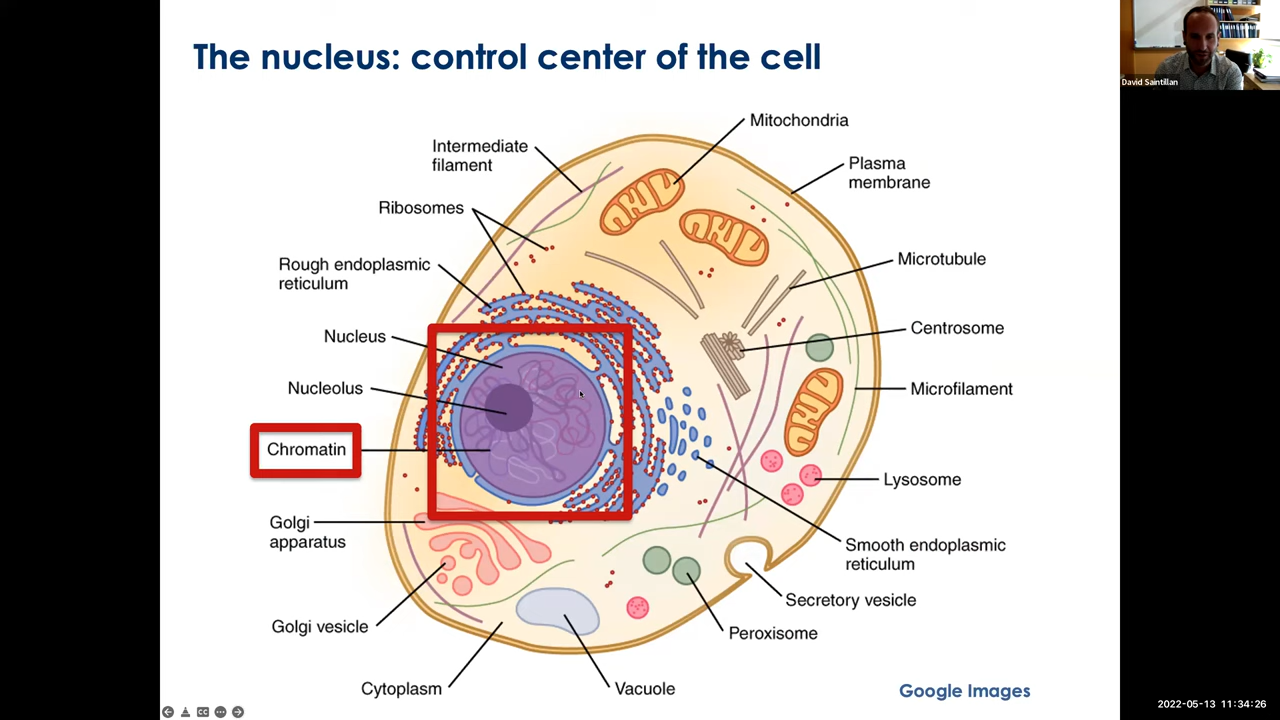 The nucleus: control center of the cell
David Saintillan
Mitochondria
Intermediate
filament
Plasma
membrane
Ribosomes
Rough endoplasmic
reticulum
Microtubule
Nucleus
Centrosome
Nucleolus
Microfilament
Chromatin
Lysosome
Golgi
apparatus
Smooth endoplasmic
reticulum
Secretory vesicle
Golgi vesicle
Peroxisome
Cytoplasm
Vacuole
Google Images
CC
2022-05-13 11:34:26